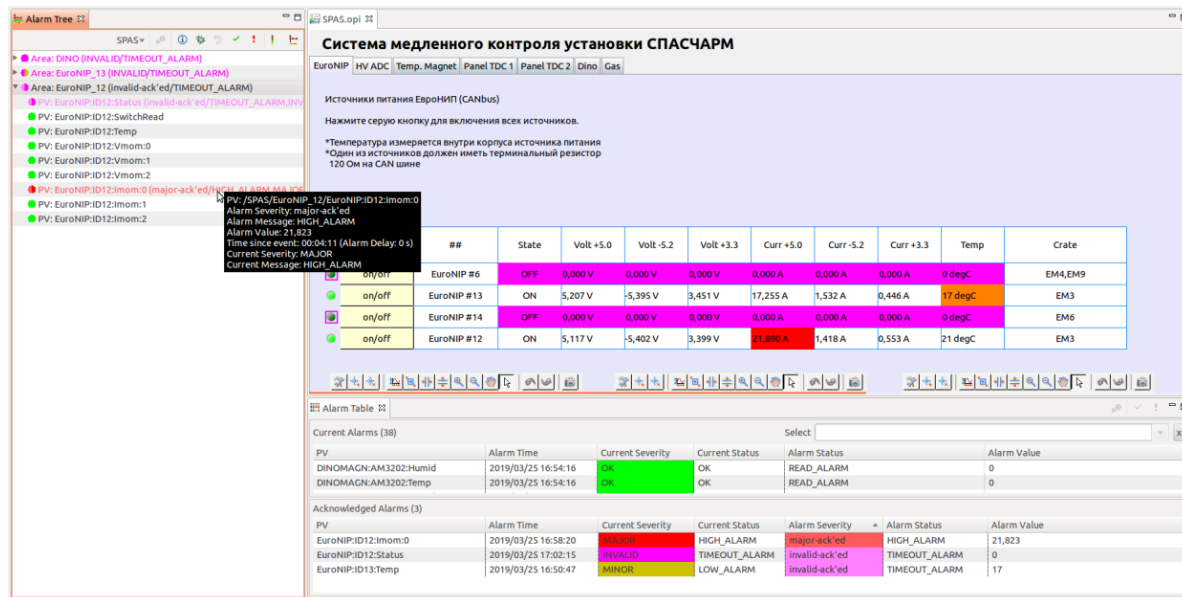 Alarm Tree
SPAS
Area: DINO (INVALID/TIMEOUT_ALARM)
Area: EuroNIP_13 (INVALID/TIMEOUT_ALARM)
Area: EuroNIP_12 (invalid-ack'ed/TIMEOUT_ALARM)
PV: EuroNIP:ID12:Status (invalid-ack'ed/TIMEOUT_ALARM,INV
PV: EuroNIP:ID12:SwitchRead
PV: EuroNIP:ID12:Temp
PV: EuroNIP:ID12:Vmom:0
PV: EuroNIP:ID12:Vmom:1
PV: EuroNIP:ID12:Vmom:2
PV: EuroNIP:ID12:Imom:0 (major-ack'ed/HIGH_ALARM,MAJOR
PV: EuroNIP:ID12:Imom:1
PV: EuroNIP:ID12:Imom:2
PV: /SPAS/EuroNIP_12/EuroNIP:ID12:Imom:0
Alarm Severity: major-ack'ed
Alarm Message: HIGH_ALARM
Alarm Value: 21,823
Time since event: 00:04:11 (Alarm Delay: 0 s)
Current Severity: MAJOR
Current Message: HIGH_ALARM
SPAS.opi
Система медленного контроля установки СПАСЧАРМ
EuroNIP HV ADC Temp. Magnet Panel TDC 1 Panel TDC 2 Dino Gas
Источники питания ЕвроНИП (CANbus)
Нажмите серую кнопку для включения всех источников.
*Температура измеряется внутри корпуса источника питания
*Один из источников должен иметь терминальный резистор
120 Ом на CAN шине
## State Volt +5.0 Volt -5.2 Volt +3.3 Curr +5.0 Curr -5.2 Curr +3.3 Temp Crate
on/off EuroNIP #6 OFF 0,000 V 0,000 V 0,000 V 0,000 A 0,000 A 0,000 A 0 degC EM4,EM9
on/off EuroNIP #13 ON 5,207 V -5,395 V 3,451 V 17,255 A 1,532 A 0,446 A 17 degC EM3
on/off EuroNIP #14 OFF 0,000 V 0,000 V 0,000 V 0,000 A 0,000 A 0,000 A 0 degC EM6
on/off EuroNIP #12 ON 5,117 V -5,402 V 3,399 V 21,890 A 1,418 A 0,553 A 21 degC EM3
Alarm Table
Current Alarms (38) Select x
PV Alarm Time Current Severity Current Status Alarm Status Alarm Value
DINOMAGN:AM3202:Humid 2019/03/25 16:54:16 OK OK READ_ALARM 0
DINOMAGN:AM3202:Temp 2019/03/25 16:54:16 OK OK READ_ALARM 0
Acknowledged Alarms (3)
PV Alarm Time Current Severity Current Status Alarm Severity Alarm Status Alarm Value
EuroNIP:ID12:Imom:0 2019/03/25 16:58:20 MAJOR HIGH_ALARM major-ack'ed HIGH_ALARM 21,823
EuroNIP:ID12:Status 2019/03/25 17:02:15 INVALID TIMEOUT_ALARM invalid-ack'ed TIMEOUT_ALARM 0
EuroNIP:ID13:Temp 2019/03/25 16:50:47 MINOR LOW_ALARM invalid-ack'ed TIMEOUT_ALARM 17